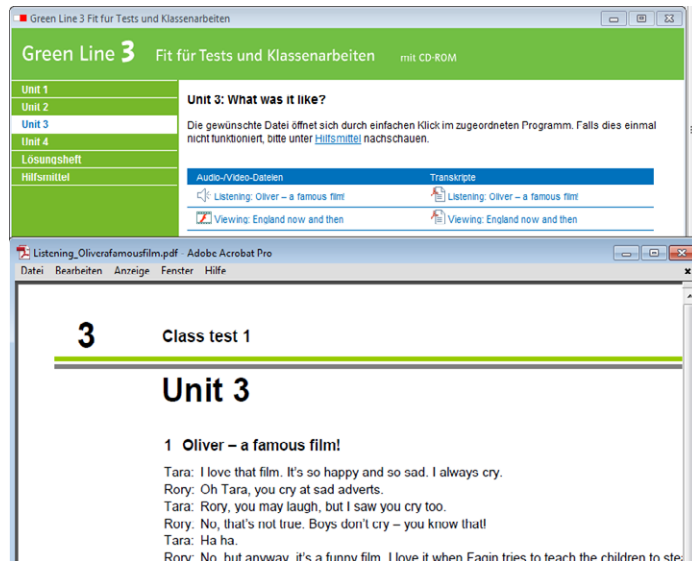 Green Line 3 Fit für Tests und Klassenarbeiten
Green Line 3 Fit für Tests und Klassenarbeiten mit CD-ROM
Unit 1
Unit 2
Unit 3
Unit 4
Lösungsheft
Hilfsmittel
Unit 3: What was it like?
Die gewünschte Datei öffnet sich durch einfachen Klick im zugeordneten Programm. Falls dies einmal
nicht funktioniert, bitte unter Hilfsmittel nachschauen.
Audio-/Video-Dateien Transkripte
Listening: Oliver – a famous film! Listening: Oliver – a famous film!
Viewing: England now and then Viewing: England now and then
Listening_Oliverafamousfilm.pdf - Adobe Acrobat Pro
Datei Bearbeiten Anzeige Fenster Hilfe
3 Class test 1
Unit 3
1 Oliver – a famous film!
Tara: I love that film. It's so happy and so sad. I always cry.
Rory: Oh Tara, you cry at sad adverts.
Tara: Rory, you may laugh, but I saw you cry too.
Rory: No, that's not true. Boys don't cry – you know that!
Tara: Ha ha.
Rory: No, but anyway, it's a funny film. I love it when Fagin tries to teach the children to